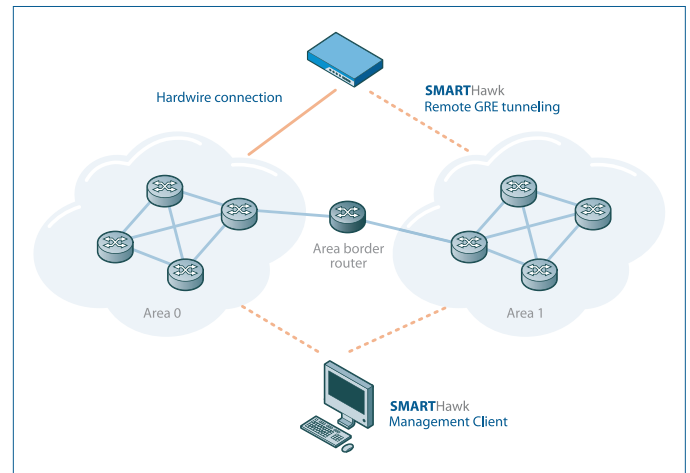 Hardwire connection
SMARTHawk
Remote GRE tunneling
Area border
router
Area 0
Area 1
SMARTHawk
Management Client